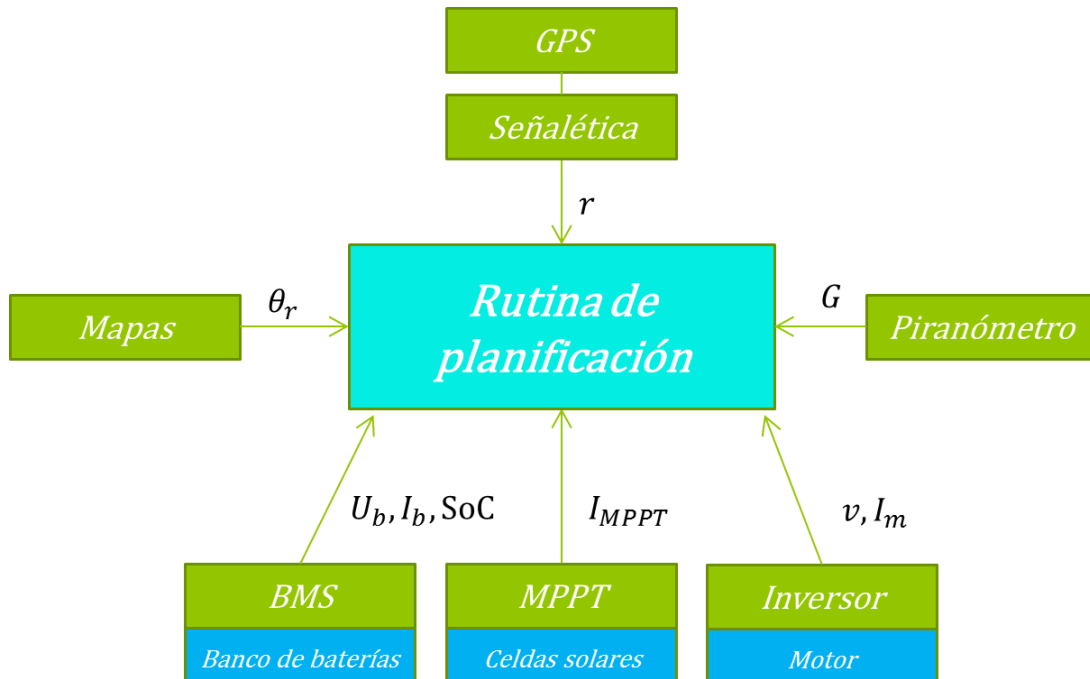 GPS
Señalética
r
Mapas
θ_r
Rutina de
planificación
G
Piranómetro
U_b, I_b, SoC
I_MPPT
v, I_m
BMS
Banco de baterías
MPPT
Celdas solares
Inversor
Motor